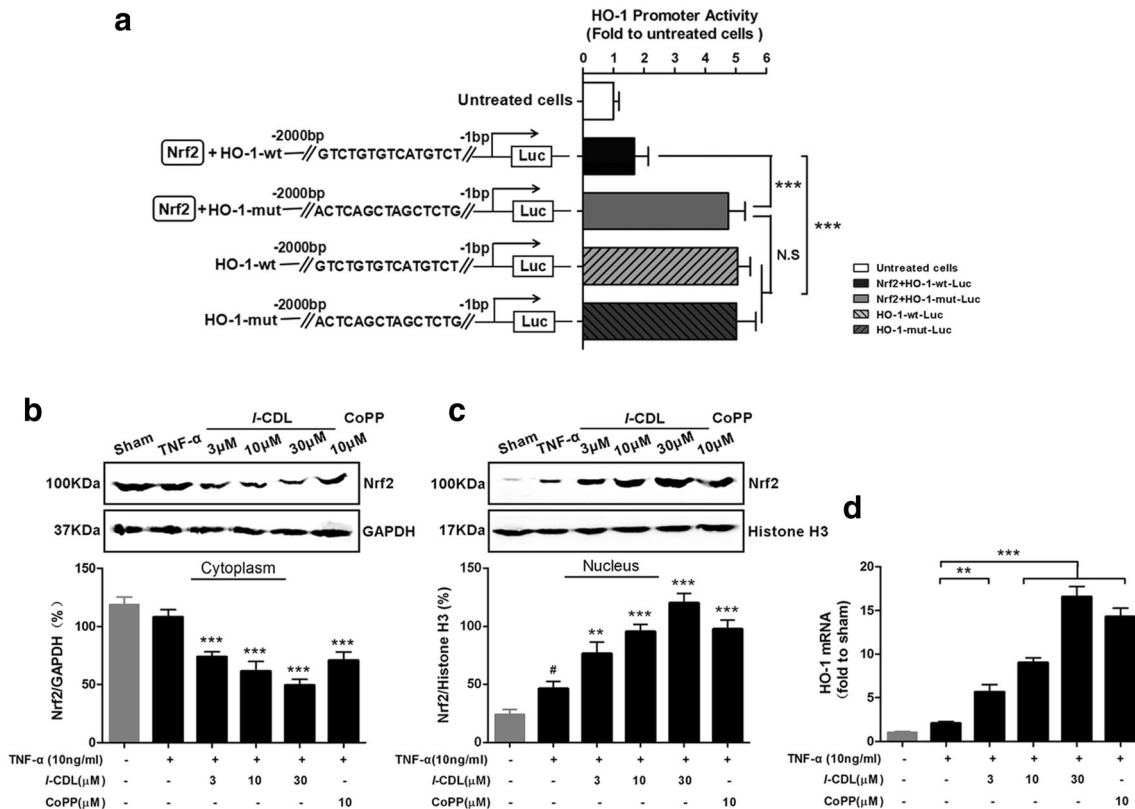 a
HO-1 Promoter Activity
(Fold to untreated cells )
0 1 2 3 4 5 6
Untreated cells
-2000bp -1bp
Nrf2 + HO-1-wt GTCTGTGTCATGTCT Luc
-2000bp -1bp
Nrf2 +HO-1-mut ACTCAGCTAGCTCTG Luc
-2000bp -1bp
HO-1-wt GTCTGTGTCATGTCT Luc
-2000bp -1bp
HO-1-mut ACTCAGCTAGCTCTG Luc
***
***
N.S
Untreated cells
Nrf2+HO-1-wt-Luc
Nrf2+HO-1-mut-Luc
HO-1-wt-Luc
HO-1-mut-Luc
b
l-CDL CoPP
Sham TNF-α 3μM 10μM 30μM 10μM
100KDa Nrf2
37KDa GAPDH
Cytoplasm
Nrf2/GAPDH (%)
150
100
50
0
*** *** *** ***
TNF-α (10ng/ml) - + + + + +
l-CDL(μM) - - 3 10 30 -
CoPP(μM) - - - - - 10
c
l-CDL CoPP
Sham TNF-α 3μM 10μM 30μM 10μM
100KDa Nrf2
17KDa Histone H3
Nucleus
Nrf2/Histone H3 (%)
150
100
50
0
# ** *** *** ***
TNF-α (10ng/ml) - + + + + +
l-CDL(μM) - - 3 10 30 -
CoPP(μM) - - - - - 10
d
HO-1 mRNA
(fold to sham)
20
15
10
5
0
***
**
TNF-α (10ng/ml) - + + + + +
l-CDL(μM) - - 3 10 30 -
CoPP(μM) - - - - - 10